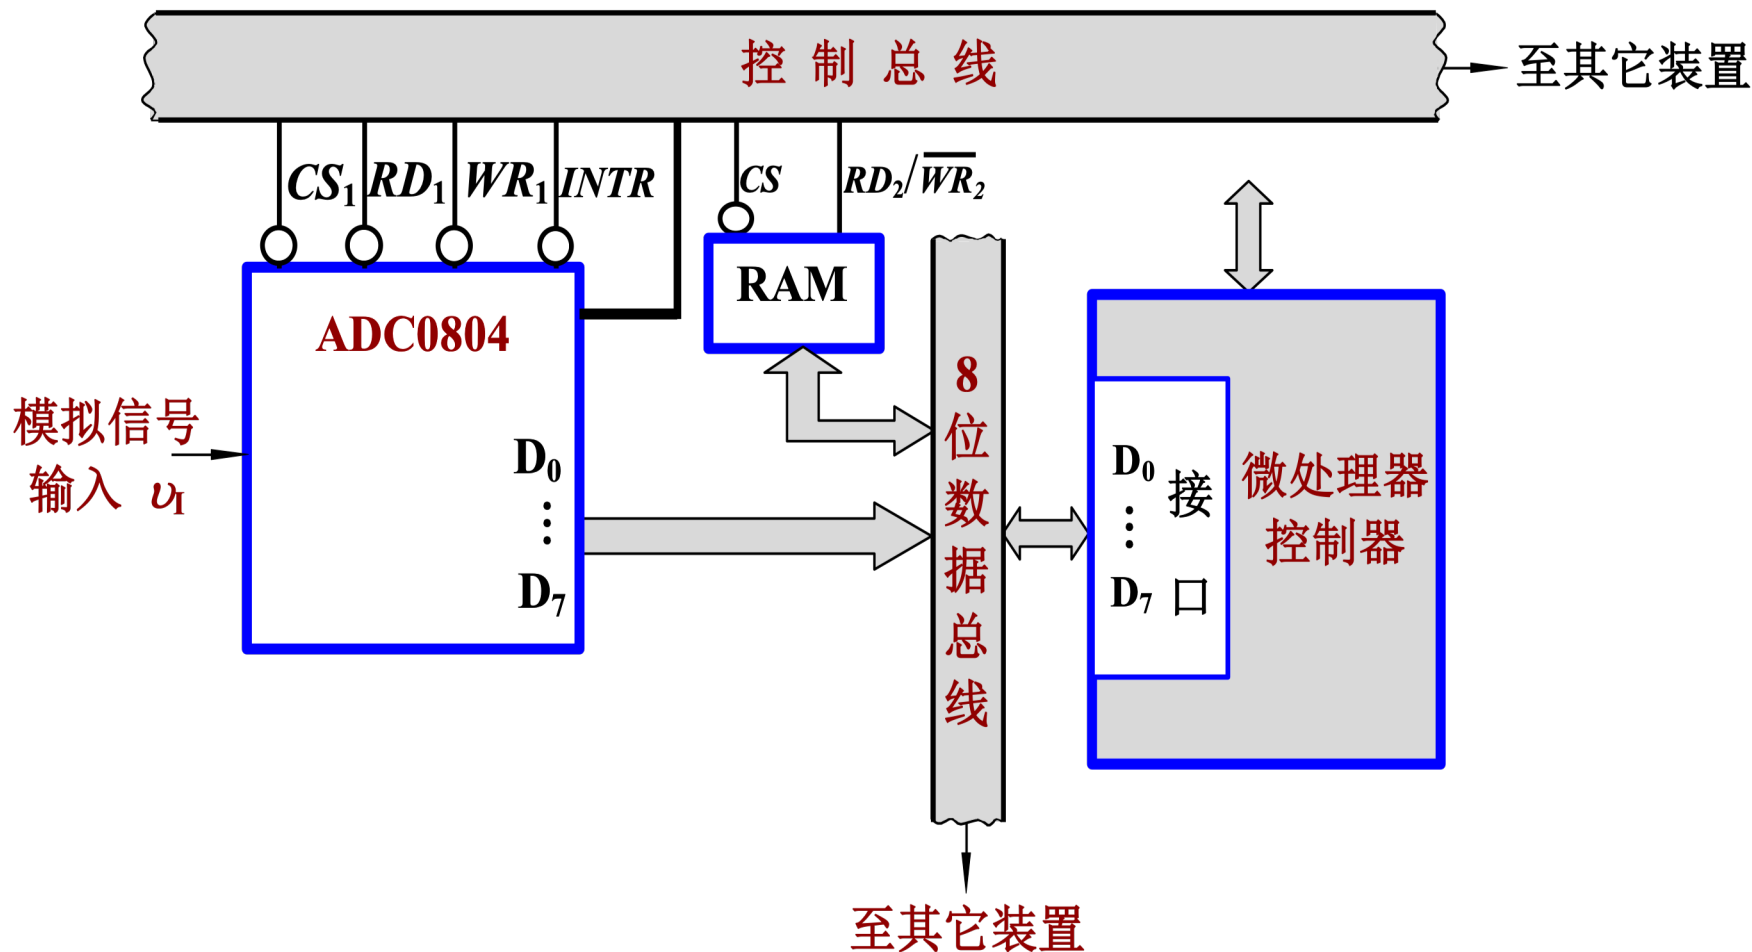 控制总线
至其它装置
CS₁ RD₁ WR₁ INTR CS RD₂/W̅R̅₂
RAM
ADC0804
模拟信号
输入 υ_I
D₀
⋮
D₇
8位数据总线
D₀
⋮
D₇
接口
微处理器
控制器
至其它装置